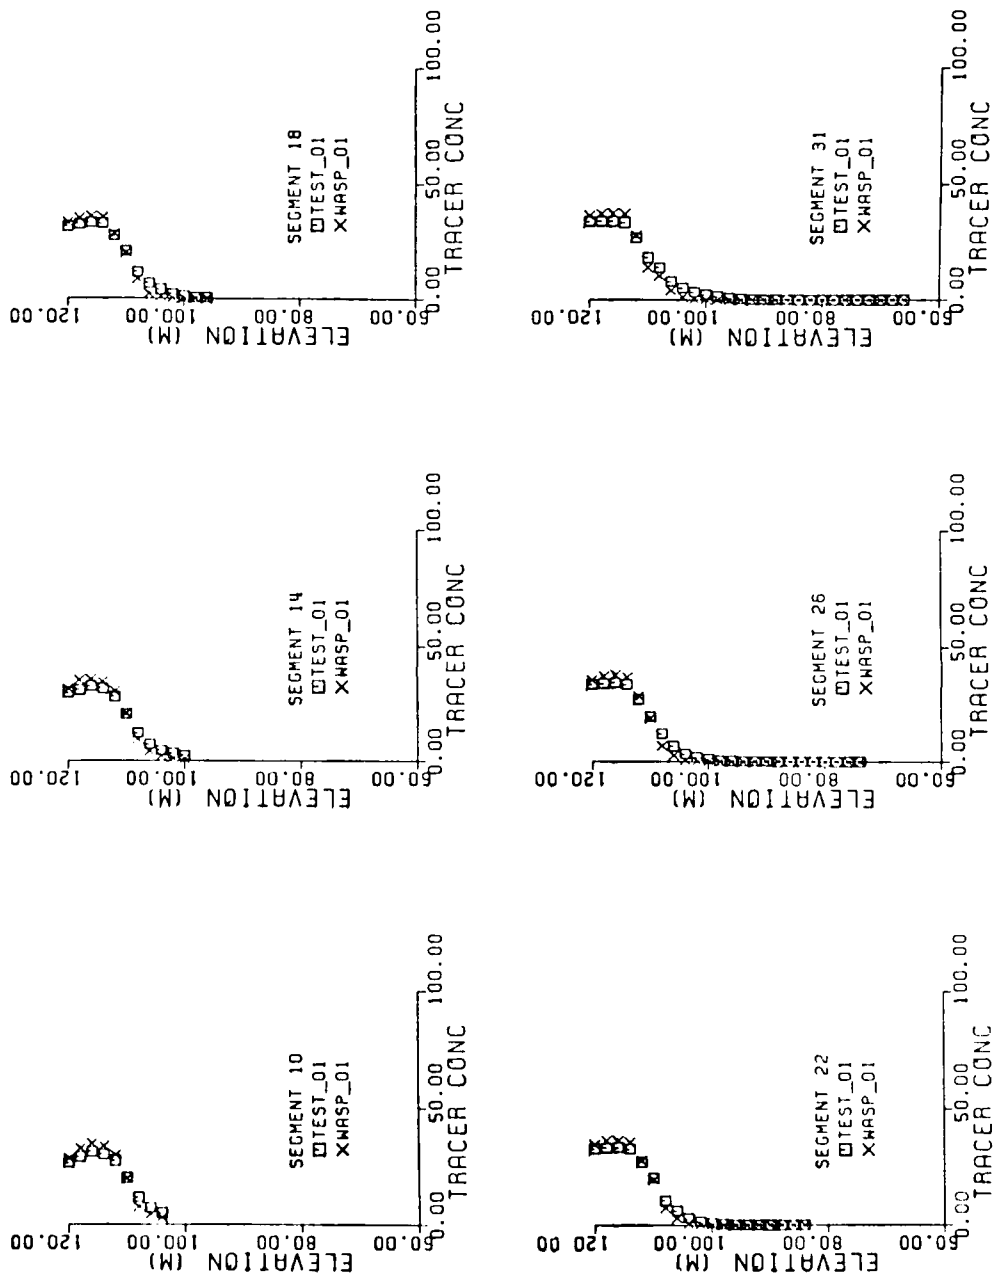 120.00
100.00
80.00
60.00
ELEVATION (M)
SEGMENT 10
TEST_01
WASP_01
0.00 50.00 100.00
TRACER CONC
120.00
100.00
80.00
60.00
ELEVATION (M)
SEGMENT 14
TEST_01
WASP_01
0.00 50.00 100.00
TRACER CONC
120.00
100.00
80.00
60.00
ELEVATION (M)
SEGMENT 18
TEST_01
WASP_01
0.00 50.00 100.00
TRACER CONC
120.00
100.00
80.00
60.00
ELEVATION (M)
SEGMENT 22
TEST_01
WASP_01
0.00 50.00 100.00
TRACER CONC
120.00
100.00
80.00
60.00
ELEVATION (M)
SEGMENT 26
TEST_01
WASP_01
0.00 50.00 100.00
TRACER CONC
120.00
100.00
80.00
60.00
ELEVATION (M)
SEGMENT 31
TEST_01
WASP_01
0.00 50.00 100.00
TRACER CONC